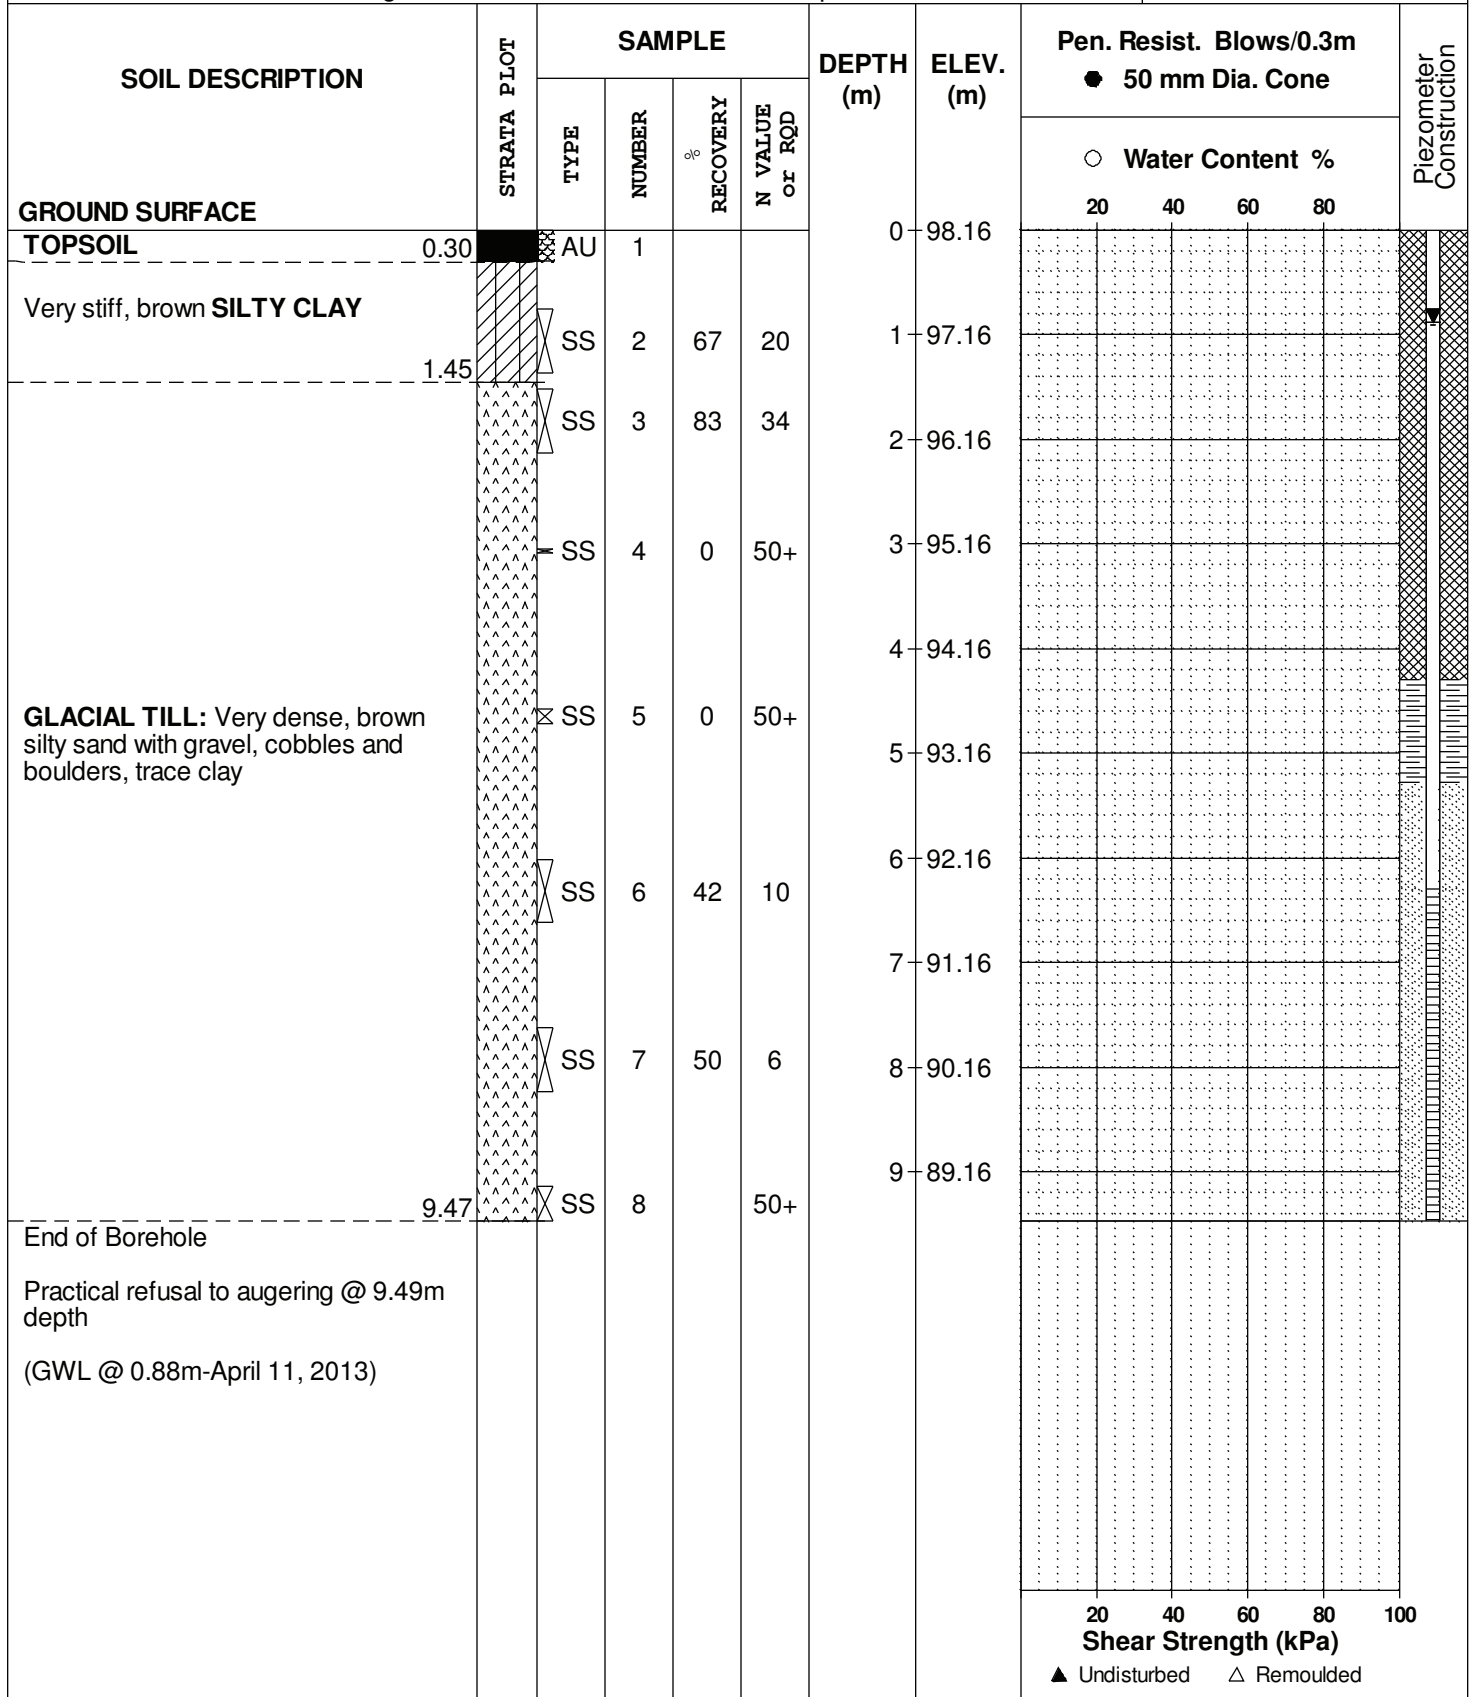 SOIL DESCRIPTION
GROUND SURFACE
STRATA PLOT
SAMPLE
TYPE
NUMBER
% RECOVERY
N VALUE or RQD
DEPTH (m)
ELEV. (m)
Pen. Resist. Blows/0.3m
● 50 mm Dia. Cone
○ Water Content %
20 40 60 80
Piezometer Construction
TOPSOIL 0.30
AU 1
0 98.16
Very stiff, brown SILTY CLAY
1.45
SS 2 67 20
1 97.16
SS 3 83 34
2 96.16
SS 4 0 50+
3 95.16
4 94.16
GLACIAL TILL: Very dense, brown
silty sand with gravel, cobbles and
boulders, trace clay
SS 5 0 50+
5 93.16
6 92.16
SS 6 42 10
7 91.16
SS 7 50 6
8 90.16
9 89.16
9.47
SS 8 50+
End of Borehole
Practical refusal to augering @ 9.49m
depth
(GWL @ 0.88m-April 11, 2013)
20 40 60 80 100
Shear Strength (kPa)
▲ Undisturbed △ Remoulded